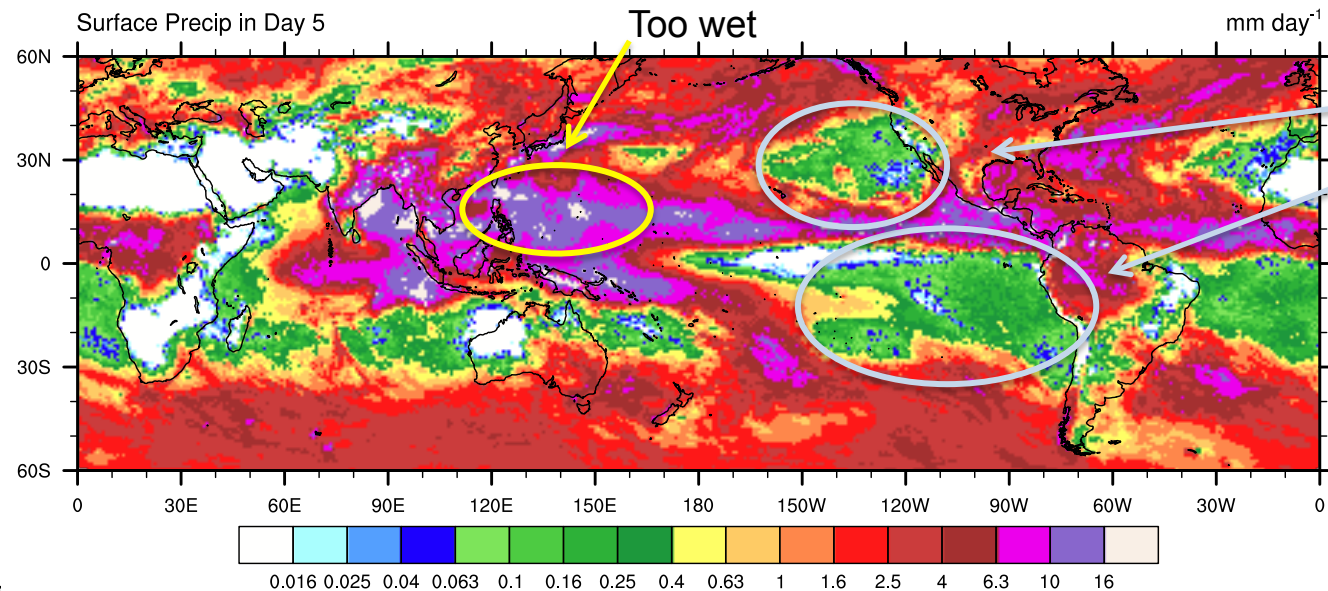 Surface Precip in Day 5
Too wet
mm day⁻¹
60N
30N
0
30S
60S
0 30E 60E 90E 120E 150E 180 150W 120W 90W 60W 30W 0
0.016 0.025 0.04 0.063 0.1 0.16 0.25 0.4 0.63 1 1.6 2.5 4 6.3 10 16